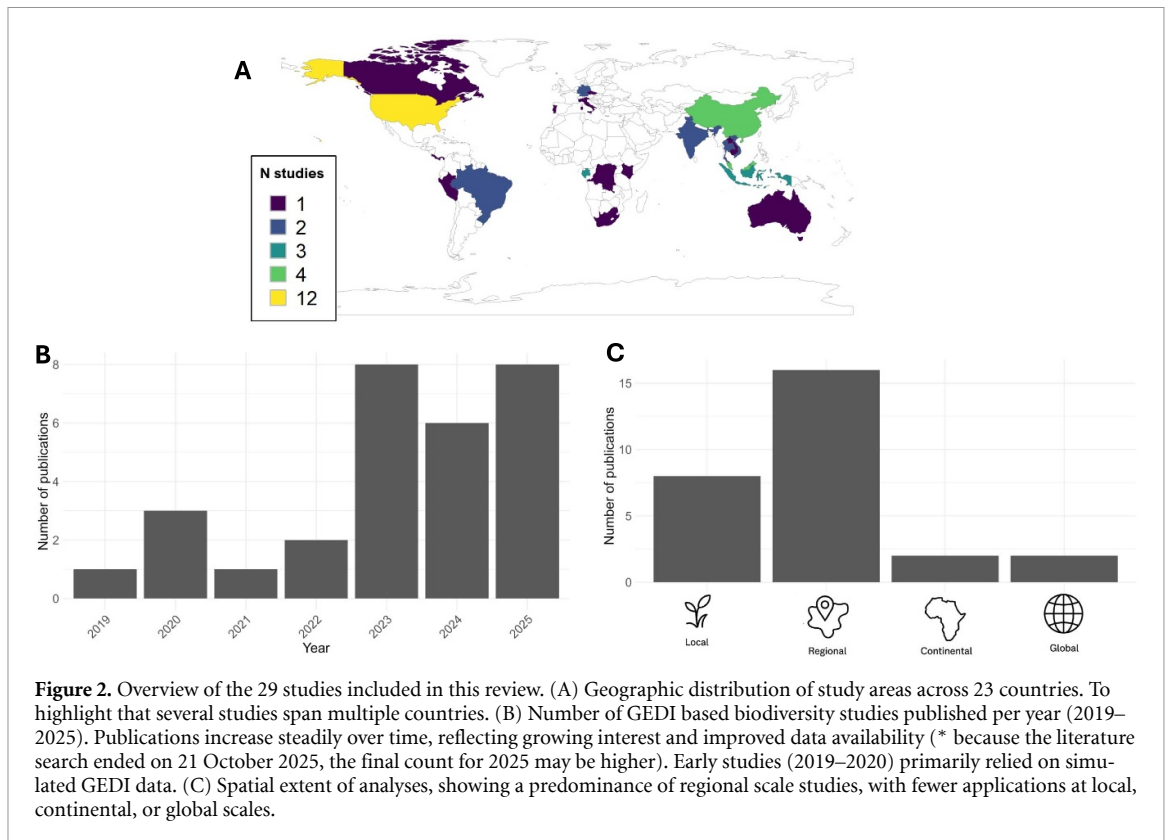 A
N studies
1
2
3
4
12
B
Number of publications
8
6
4
2
0
2019
2020
2021
2022
2023
2024
2025
Year
C
Number of publications
15
10
5
0
Local
Regional
Continental
Global
Figure 2. Overview of the 29 studies included in this review. (A) Geographic distribution of study areas across 23 countries. To
highlight that several studies span multiple countries. (B) Number of GEDI based biodiversity studies published per year (2019–
2025). Publications increase steadily over time, reflecting growing interest and improved data availability (* because the literature
search ended on 21 October 2025, the final count for 2025 may be higher). Early studies (2019–2020) primarily relied on simu-
lated GEDI data. (C) Spatial extent of analyses, showing a predominance of regional scale studies, with fewer applications at local,
continental, or global scales.